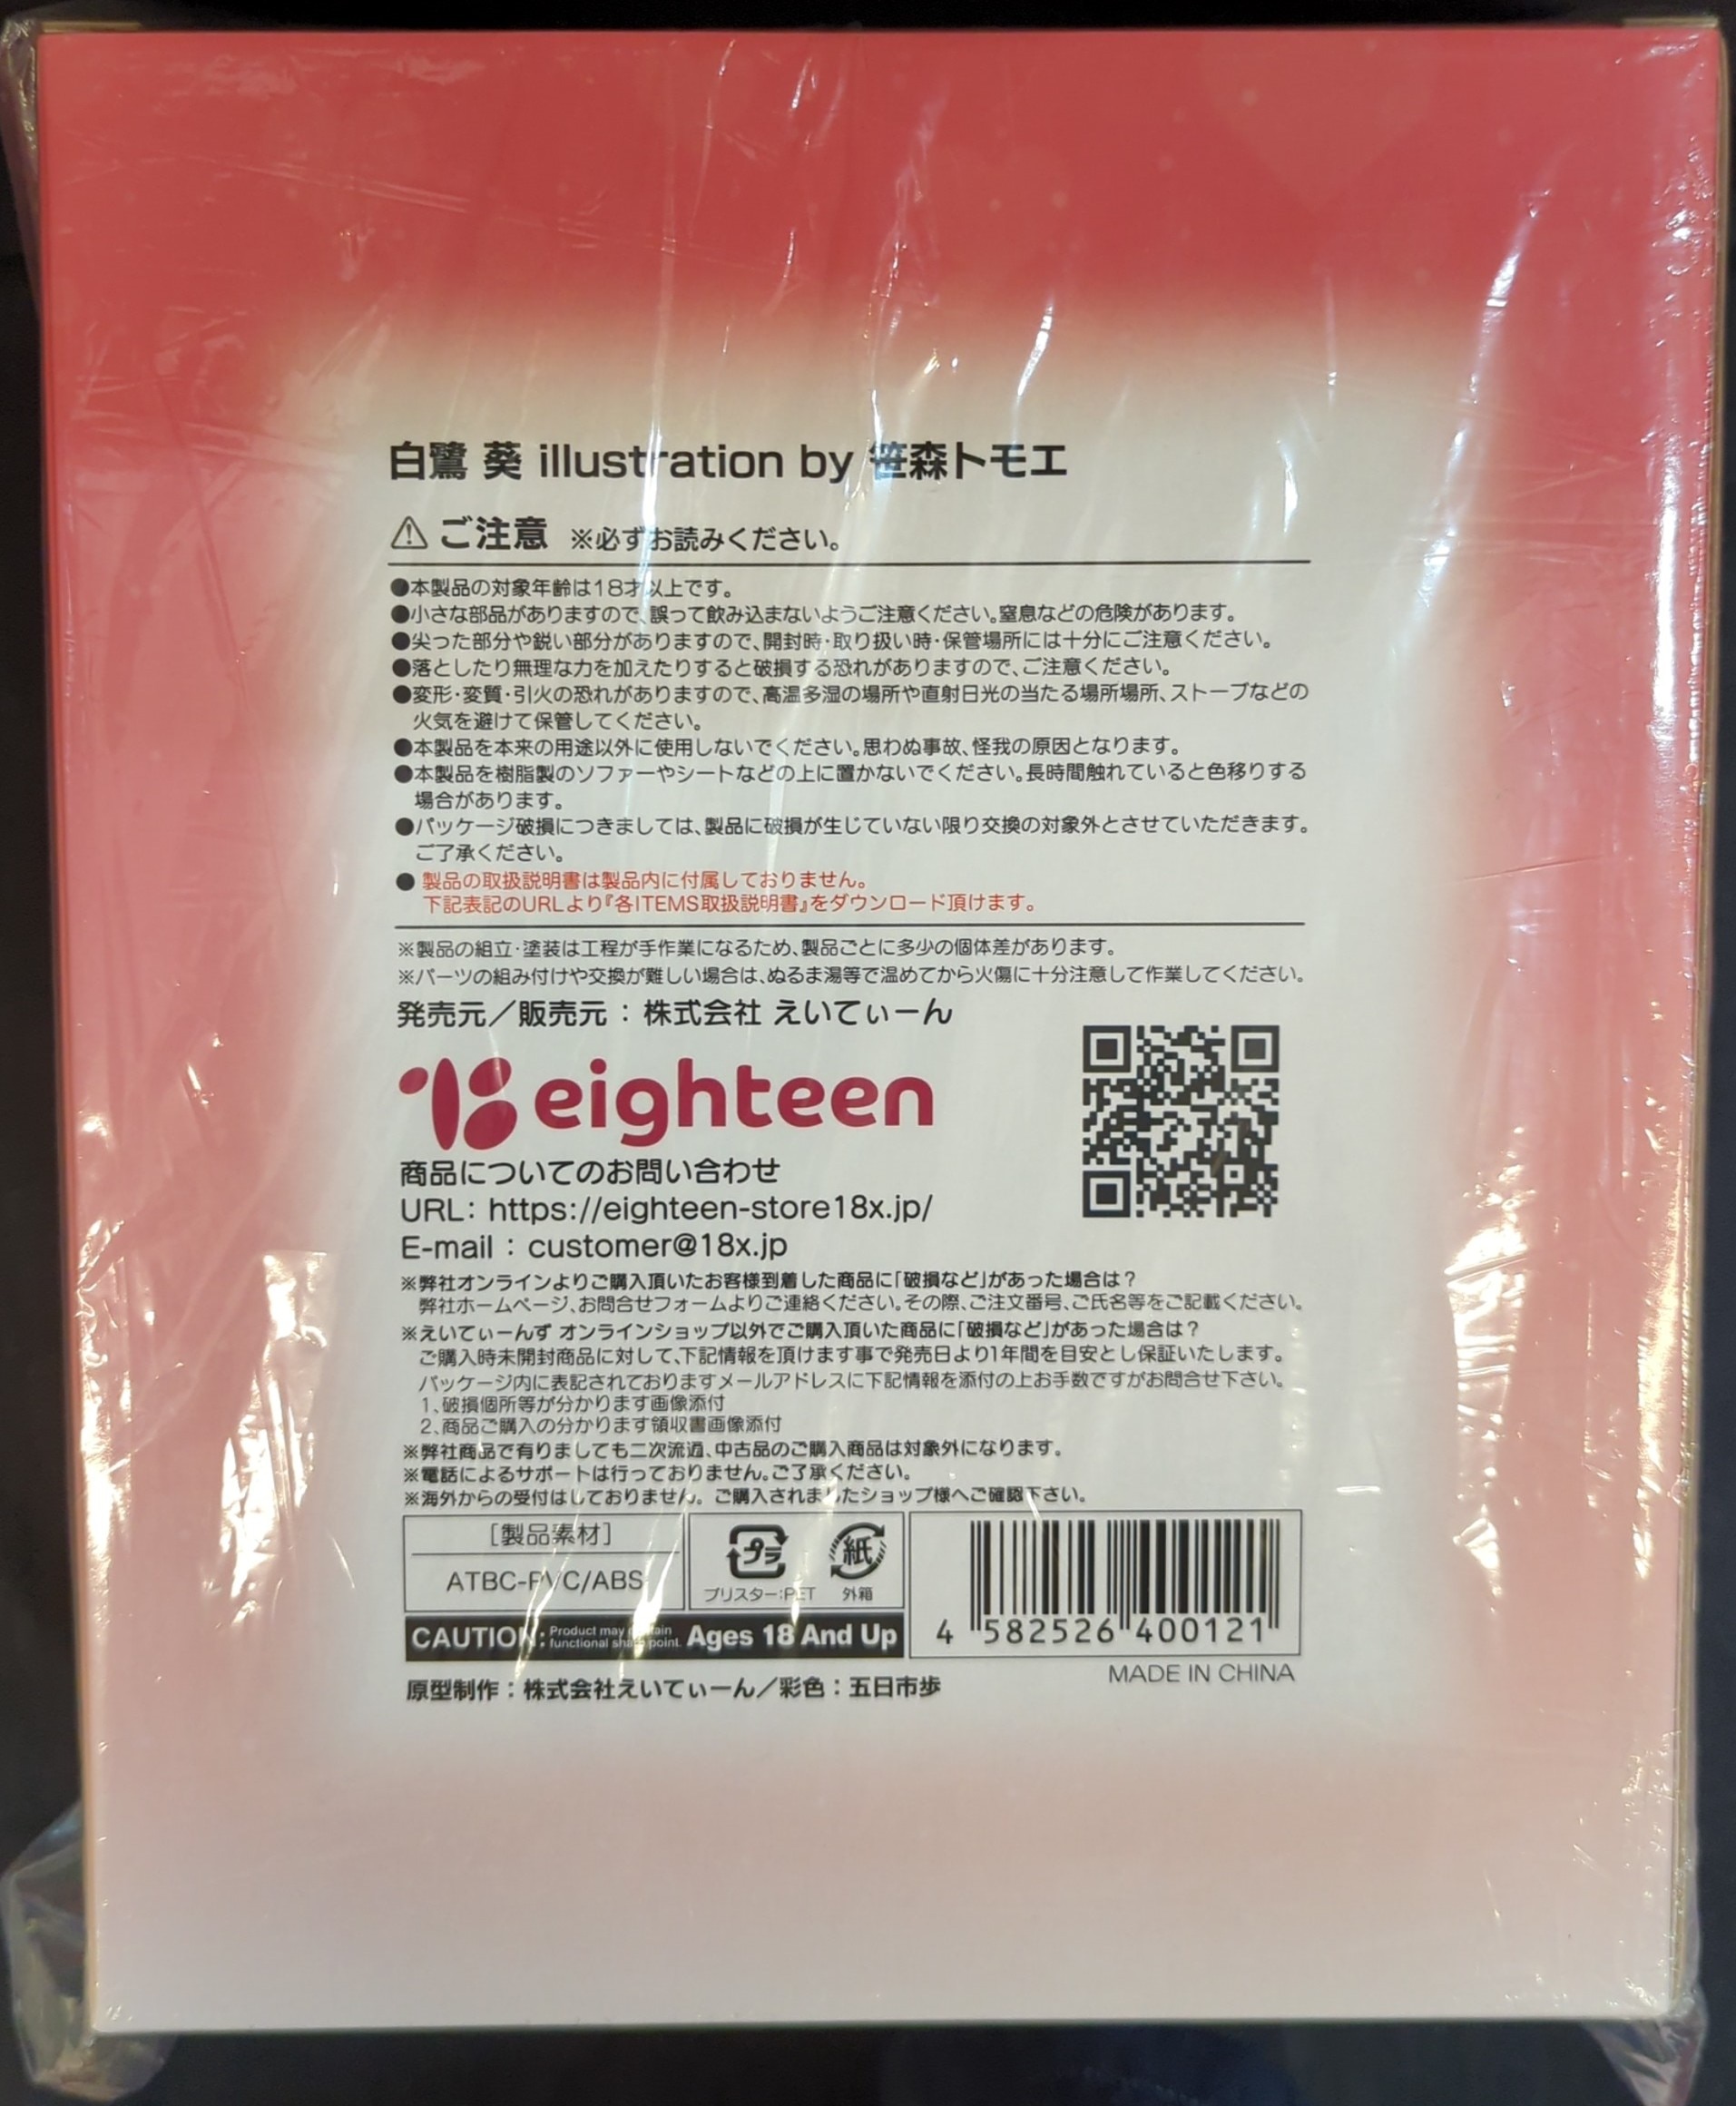 白鷺 葵 illustration by 笹森トモエ
⚠ ご注意 ※必ずお読みください。
●本製品の対象年齢は18才以上です。
●小さな部品がありますので、誤って飲み込まないようご注意ください。窒息などの危険があります。
●尖った部分や鋭い部分がありますので、開封時・取り扱い時・保管場所には十分にご注意ください。
●落としたり無理な力を加えたりすると破損する恐れがありますので、ご注意ください。
●変形・変質・引火の恐れがありますので、高温多湿の場所や直射日光の当たる場所場所、ストーブなどの
火気を避けて保管してください。
●本製品を本来の用途以外に使用しないでください。思わぬ事故、怪我の原因となります。
●本製品を樹脂製のソファーやシートなどの上に置かないでください。長時間触れていると色移りする
場合があります。
●パッケージ破損につきましては、製品に破損が生じていない限り交換の対象外とさせていただきます。
ご了承ください。
● 製品の取扱説明書は製品内に付属しておりません。
下記表記のURLより『各ITEMS取扱説明書』をダウンロード頂けます。
※製品の組立・塗装は工程が手作業になるため、製品ごとに多少の個体差があります。
※パーツの組み付けや交換が難しい場合は、ぬるま湯等で温めてから火傷に十分注意して作業してください。
発売元／販売元：株式会社 えいてぃーん
18 eighteen
商品についてのお問い合わせ
URL: https://eighteen-store18x.jp/
E-mail：customer@18x.jp
※弊社オンラインよりご購入頂いたお客様到着した商品に「破損など」があった場合は？
弊社ホームページ、お問合せフォームよりご連絡ください。その際、ご注文番号、ご氏名等をご記載ください。
※えいてぃーんず オンラインショップ以外でご購入頂いた商品に「破損など」があった場合は？
ご購入時未開封商品に対して、下記情報を頂けます事で発売日より1年間を目安とし保証いたします。
パッケージ内に表記されておりますメールアドレスに下記情報を添付の上お手数ですがお問合せ下さい。
1、破損個所等が分かります画像添付
2、商品ご購入の分かります領収書画像添付
※弊社商品で有りましても二次流通、中古品のご購入商品は対象外になります。
※電話によるサポートは行っておりません。ご了承ください。
※海外からの受付はしておりません。ご購入されましたショップ様へご確認下さい。
[製品素材]
ATBC-PVC/ABS
プラ 紙
ブリスター:PET 外箱
CAUTION: Product may contain functional sharp point. Ages 18 And Up
4 582526 400121
MADE IN CHINA
原型制作：株式会社えいてぃーん／彩色：五日市歩